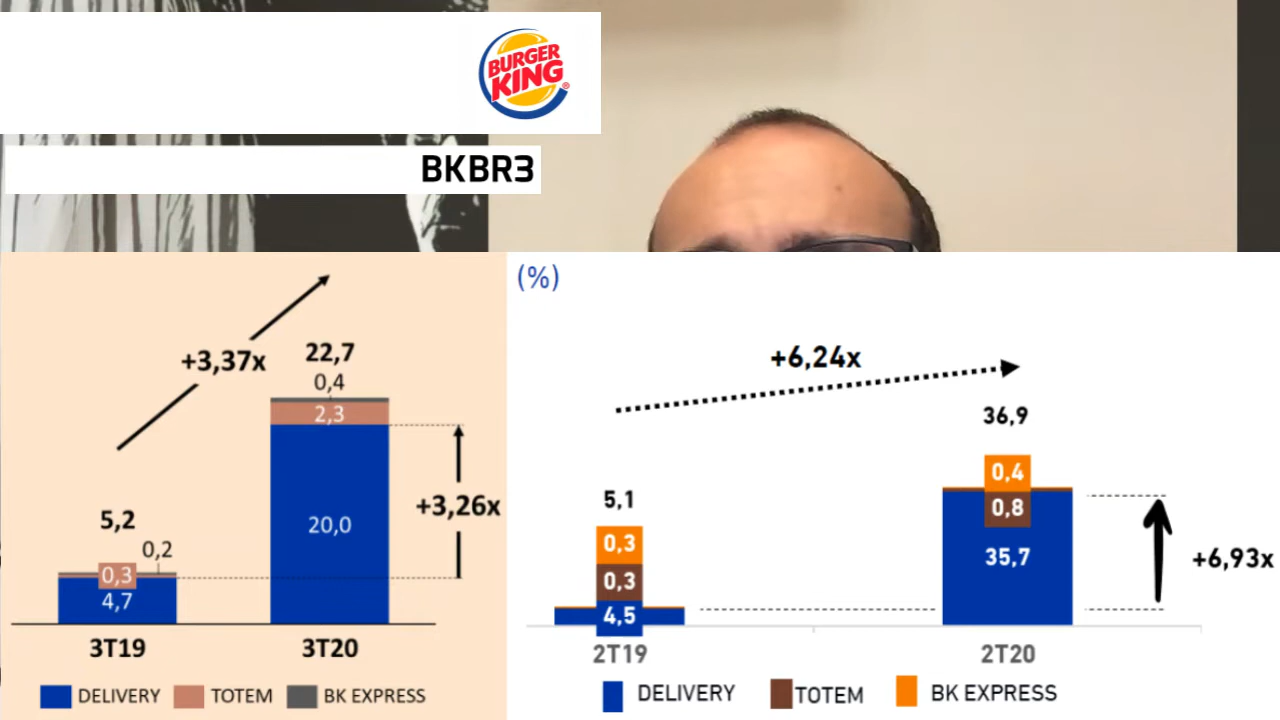 BURGER
KING®
BKBR3
+3,37x
22,7
0,4
2,3
20,0
+3,26x
5,2
0,2
0,3
4,7
3T19
3T20
DELIVERY
TOTEM
BK EXPRESS
(%)
+6,24x
36,9
0,4
0,8
35,7
+6,93x
5,1
0,3
0,3
4,5
2T19
2T20
DELIVERY
TOTEM
BK EXPRESS